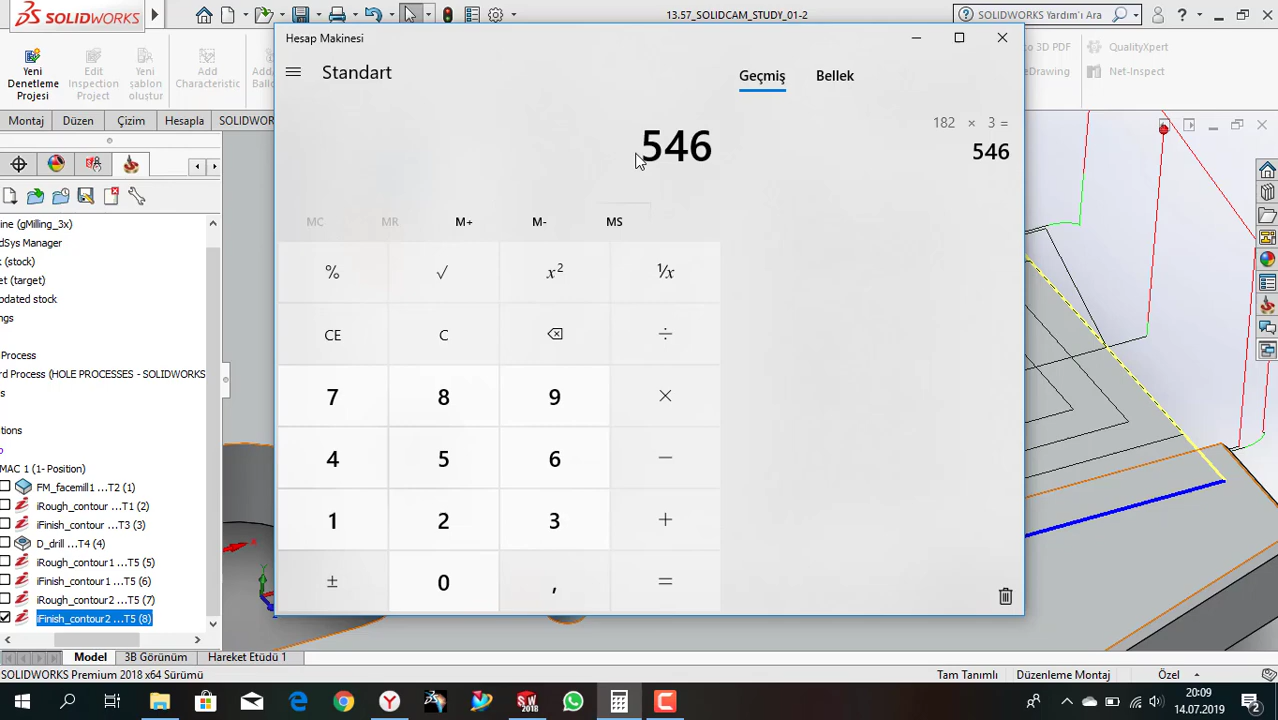 SOLIDWORKS
13.57_SOLIDCAM_STUDY_01-2
SOLIDWORKS Yardım'ı Ara
?
Yeni
Denetleme
Projesi
Edit
Inspection
Project
Yeni
şablon
oluştur
Add
Characteristic
Montaj
Düzen
Çizim
Hesapla
SOLIDWO
3D PDF
QualityXpert
Drawing
Net-Inspect
Hesap Makinesi
Standart
Geçmiş
Bellek
546
182 × 3 =
546
MC MR M+ M- MS
% √ x² ¹/x
CE C ÷
7 8 9 ×
4 5 6 −
1 2 3 +
± 0 , =
ine (gMilling_3x)
rdSys Manager
k (stock)
et (target)
pdated stock
ngs
Process
rd Process (HOLE PROCESSES - SOLIDWORKS
s
tions
MAC 1 (1- Position)
FM_facemill1 ...T2 (1)
iRough_contour ...T1 (2)
iFinish_contour ...T3 (3)
D_drill ...T4 (4)
iRough_contour1 ...T5 (5)
iFinish_contour1 ...T5 (6)
iRough_contour2 ...T5 (7)
iFinish_contour2 ...T5 (8)
Model
3B Görünüm
Hareket Etüdü 1
SOLIDWORKS Premium 2018 x64 Sürümü
Tam Tanımlı
Düzenleme Montaj
Özel
20:09
14.07.2019
2